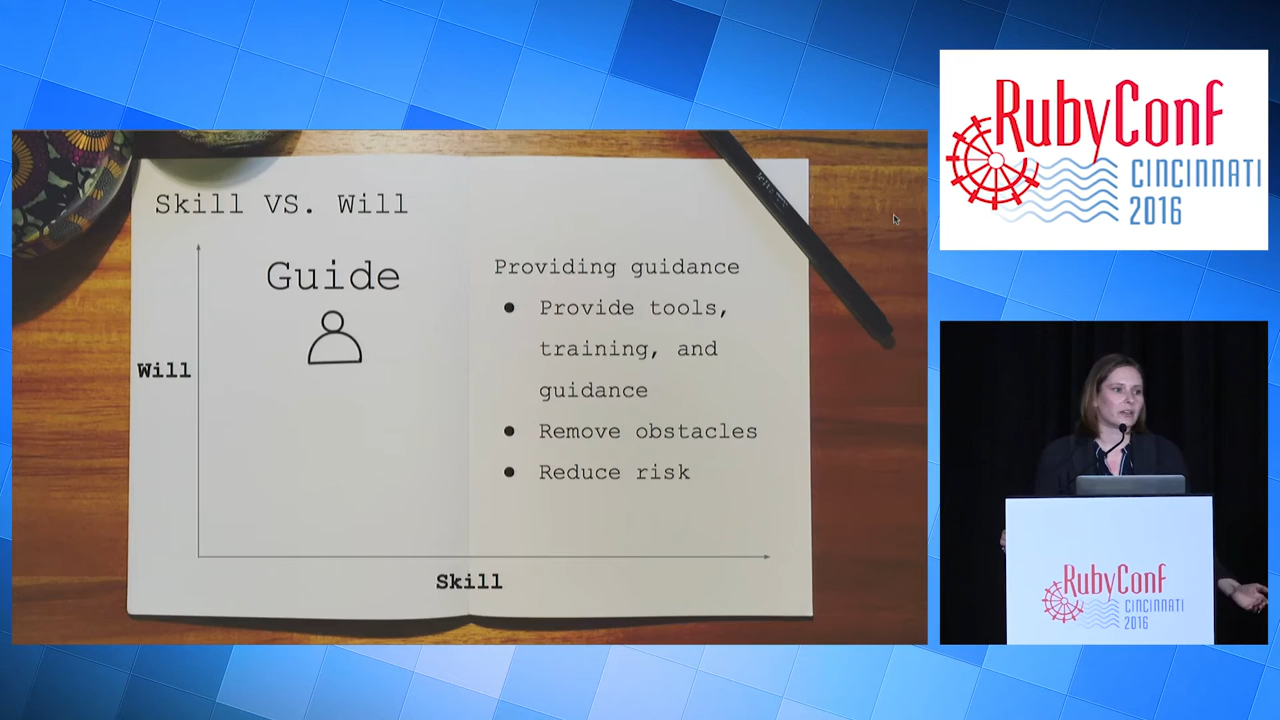 Skill VS. Will
Guide
Will
Skill
Providing guidance
● Provide tools,
training, and
guidance
● Remove obstacles
● Reduce risk
RubyConf
CINCINNATI
2016
RubyConf
CINCINNATI
2016